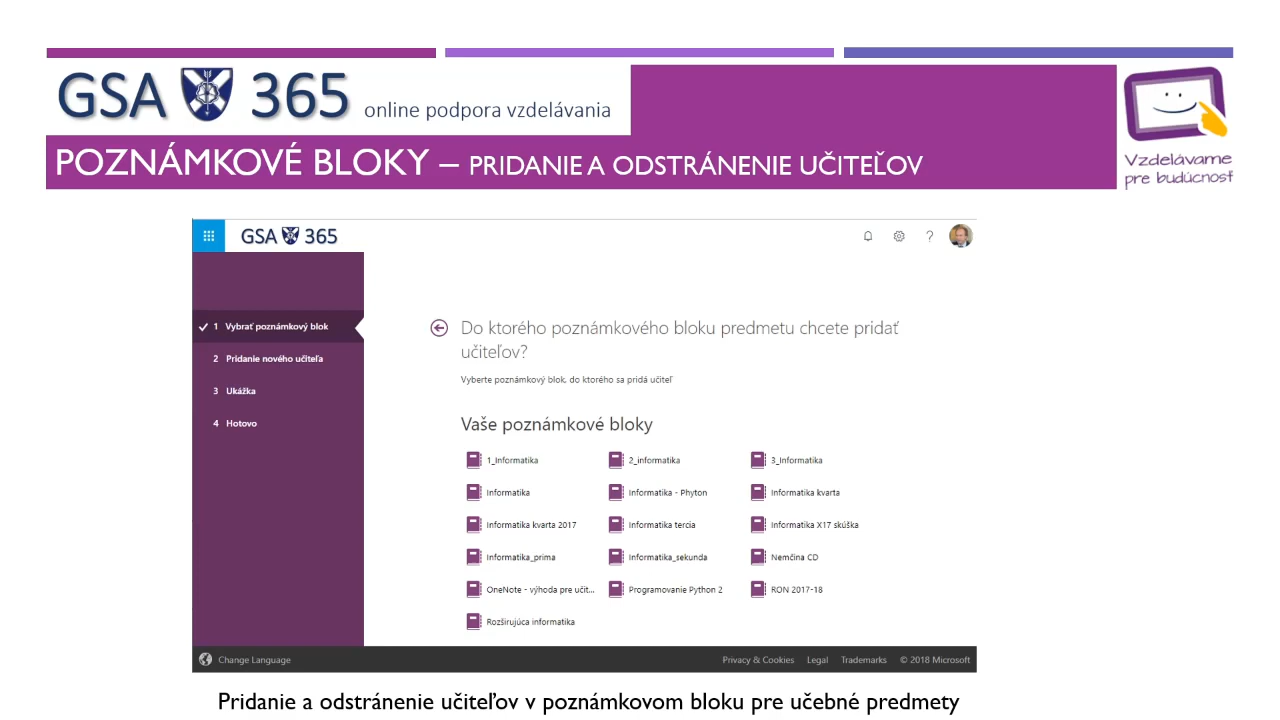 GSA 365 online podpora vzdelávania
POZNÁMKOVÉ BLOKY – PRIDANIE A ODSTRÁNENIE UČITEĽOV
Vzdelávame
pre budúcnosť
GSA 365
?
1 Vybrať poznámkový blok
2 Pridanie nového učiteľa
3 Ukážka
4 Hotovo
Do ktorého poznámkového bloku predmetu chcete pridať
učiteľov?
Vyberte poznámkový blok, do ktorého sa pridá učiteľ
Vaše poznámkové bloky
1_Informatika 2_informatika 3_Informatika
Informatika Informatika - Phyton Informatika kvarta
Informatika kvarta 2017 Informatika tercia Informatika X17 skúška
Informatika_prima Informatika_sekunda Nemčina CD
OneNote - výhoda pre učit... Programovanie Python 2 RON 2017-18
Rozširujúca informatika
Change Language Privacy & Cookies Legal Trademarks © 2018 Microsoft
Pridanie a odstránenie učiteľov v poznámkovom bloku pre učebné predmety